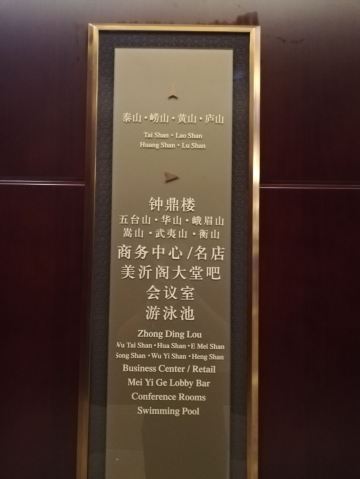 泰山·崂山·黄山·庐山
Tai Shan · Lao Shan
Huang Shan · Lu Shan
钟鼎楼
五台山·华山·峨眉山
嵩山·武夷山·衡山
商务中心/名店
美沂阁大堂吧
会议室
游泳池
Zhong Ding Lou
Wu Tai Shan · Hua Shan · E Mei Shan
Song Shan · Wu Yi Shan · Heng Shan
Business Center / Retail
Mei Yi Ge Lobby Bar
Conference Rooms
Swimming Pool